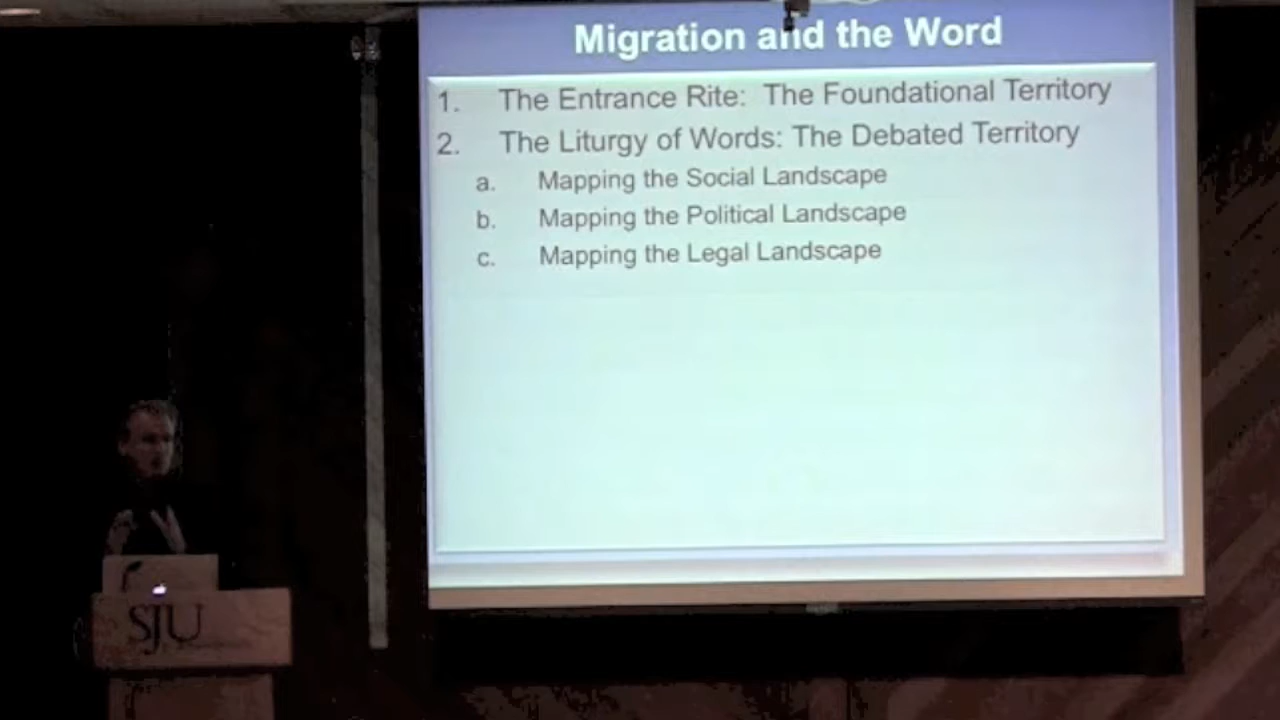 Migration and the Word
1. The Entrance Rite: The Foundational Territory
2. The Liturgy of Words: The Debated Territory
a. Mapping the Social Landscape
b. Mapping the Political Landscape
c. Mapping the Legal Landscape
SJU